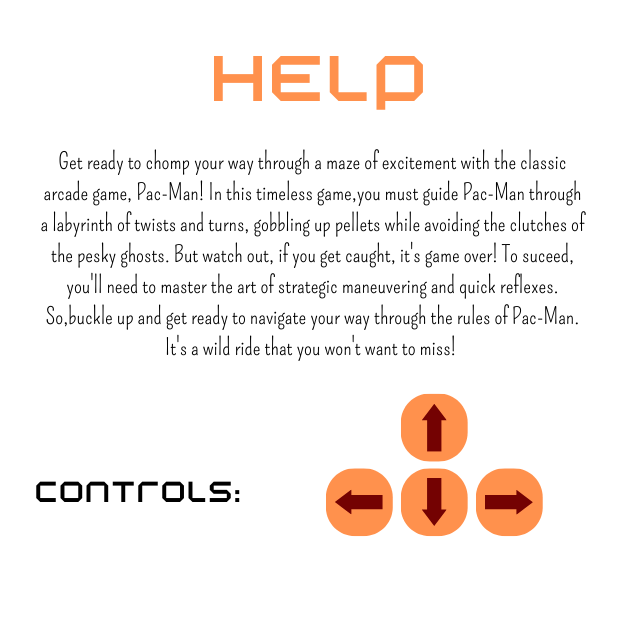 HELP
Get ready to chomp your way through a maze of excitement with the classic
arcade game, Pac-Man! In this timeless game,you must guide Pac-Man through
a labyrinth of twists and turns, gobbling up pellets while avoiding the clutches of
the pesky ghosts. But watch out, if you get caught, it's game over! To suceed,
you'll need to master the art of strategic maneuvering and quick reflexes.
So,buckle up and get ready to navigate your way through the rules of Pac-Man.
It's a wild ride that you won't want to miss!
CONTROLS: